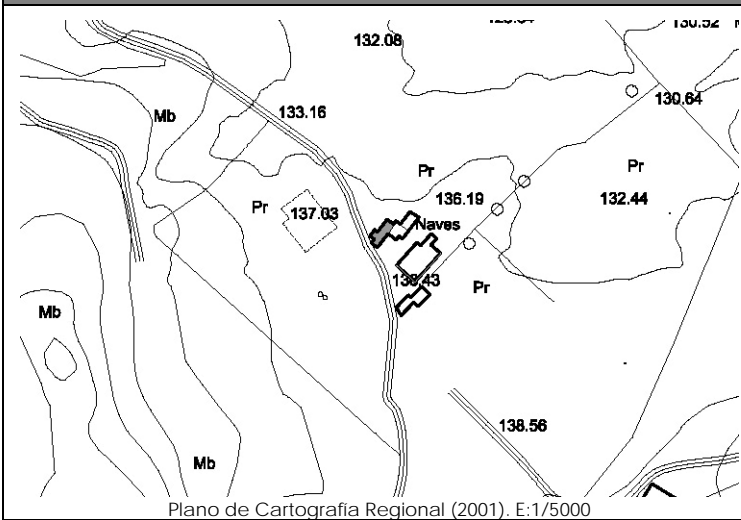 132.08
133.16
130.64
Mb
Pr
Pr
136.19
Pr
137.03
132.44
Naves
Pr
Mb
138.56
Mb
Plano de Cartografía Regional (2001). E:1/5000